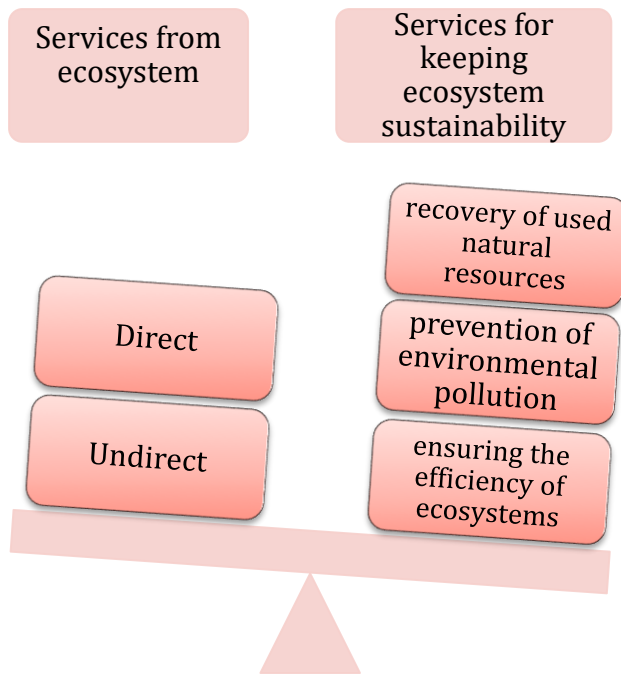 Services from
ecosystem
Services for
keeping
ecosystem
sustainability
Direct
Undirect
recovery of used
natural
resources
prevention of
environmental
pollution
ensuring the
efficiency of
ecosystems